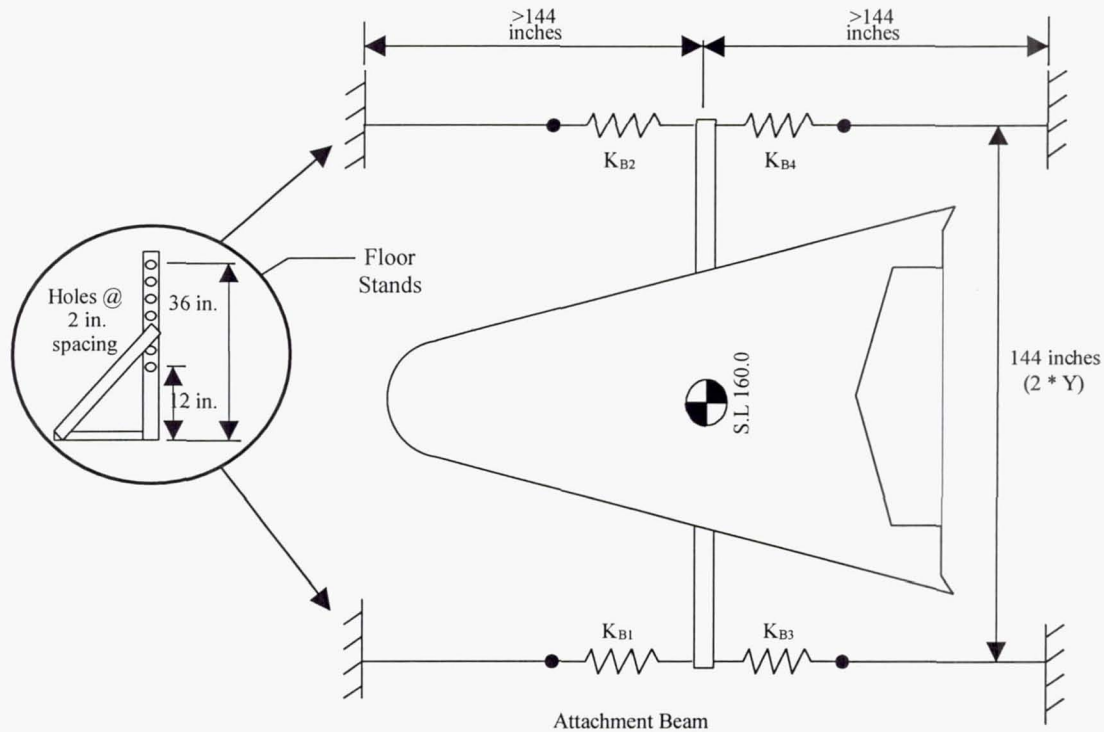 >144
inches
>144
inches
K_B2
K_B4
Floor
Stands
Holes @
2 in.
spacing
36 in.
12 in.
S.L 160.0
144 inches
(2 * Y)
K_B1
K_B3
Attachment Beam